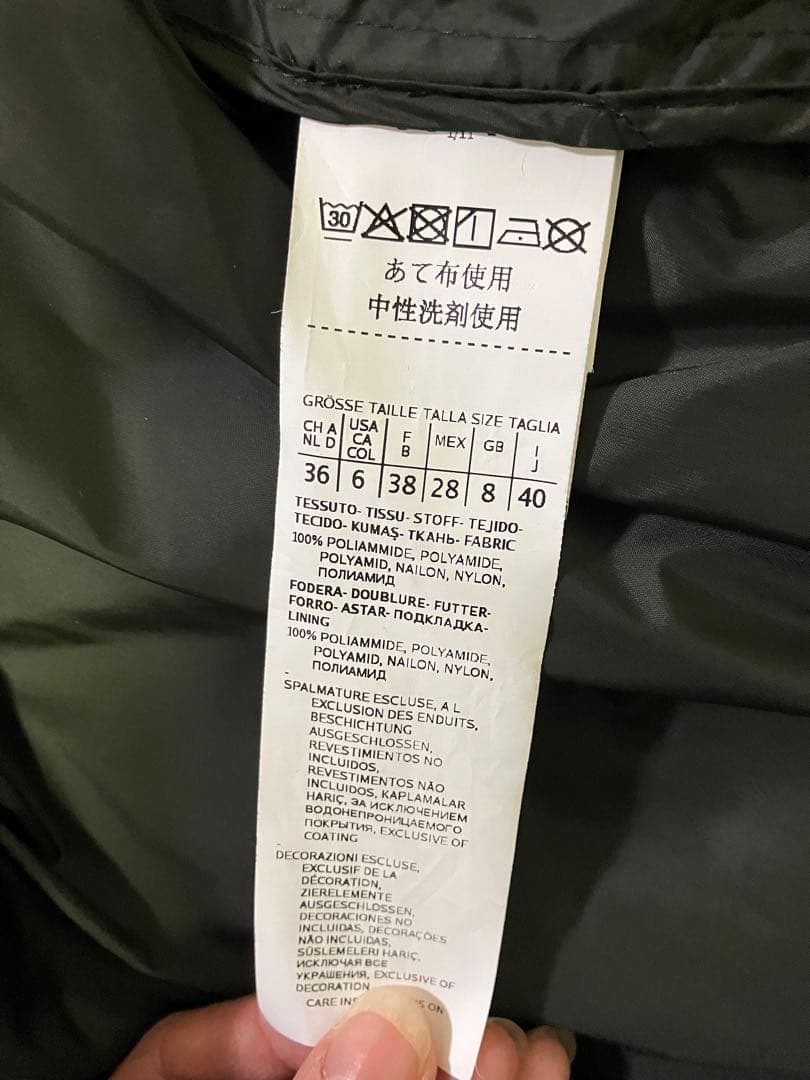 30
あて布使用
中性洗剤使用
GRÖSSE TAILLE TALLA SIZE TAGLIA
CH A NL D USA CA COL F B MEX GB I J
36 6 38 28 8 40
TESSUTO- TISSU- STOFF- TEJIDO-
TECIDO- KUMAŞ- ТКАНЬ- FABRIC
100% POLIAMMIDE, POLYAMIDE,
POLYAMID, NAILON, NYLON,
ПОЛИАМИД
FODERA- DOUBLURE- FUTTER-
FORRO- ASTAR- ПОДКЛАДКА-
LINING
100% POLIAMMIDE, POLYAMIDE,
POLYAMID, NAILON, NYLON,
ПОЛИАМИД
SPALMATURE ESCLUSE, A L
EXCLUSION DES ENDUITS,
BESCHICHTUNG
AUSGESCHLOSSEN,
REVESTIMIENTOS NO
INCLUIDOS,
REVESTIMENTOS NÃO
INCLUIDOS, KAPLAMALAR
HARIÇ, ЗА ИСКЛЮЧЕНИЕМ
ВОДОНЕПРОНИЦАЕМОГО
ПОКРЫТИЯ, EXCLUSIVE OF
COATING
DECORAZIONI ESCLUSE,
EXCLUSIF DE LA
DÉCORATION,
ZIERELEMENTE
AUSGESCHLOSSEN,
DECORACIONES NO
INCLUIDAS, DECORAÇÕES
NÃO INCLUIDAS,
SÜSLEMELERI HARIÇ,
ИСКЛЮЧАЯ ВСЕ
УКРАШЕНИЯ, EXCLUSIVE OF
DECORATION
CARE ON